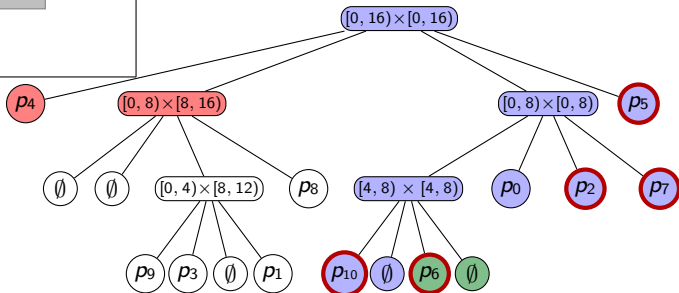 [0, 16)×[0, 16)
p4 [0, 8)×[8, 16) [0, 8)×[0, 8) p5
∅ ∅ [0, 4)×[8, 12) p8 [4, 8) × [4, 8) p0 p2 p7
p9 p3 ∅ p1 p10 ∅ p6 ∅